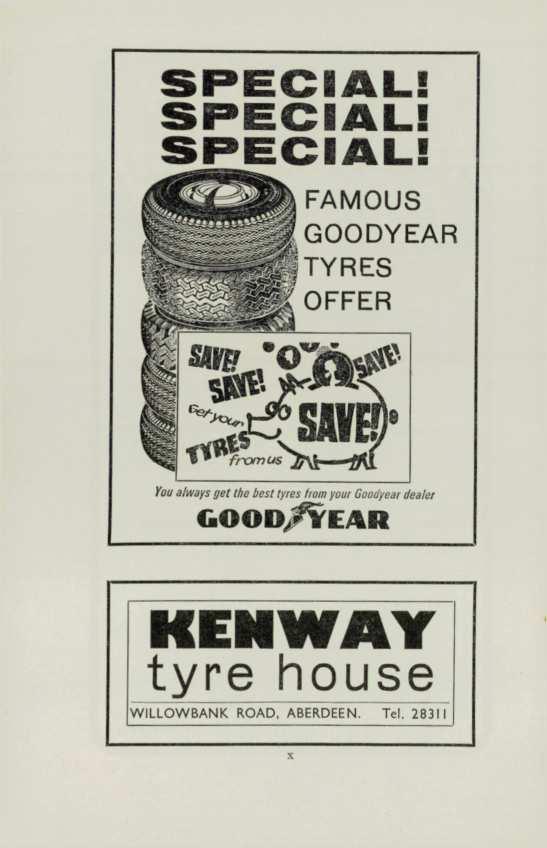 SPECIAL!
SPECIAL!
SPECIAL!
FAMOUS
GOODYEAR
TYRES
OFFER
SAVE!
SAVE!
SAVE!
SAVE!
Get your
TYRES
from us
You always get the best tyres from your Goodyear dealer
GOODYEAR
KENWAY
tyre house
WILLOWBANK ROAD, ABERDEEN. Tel. 28311
x